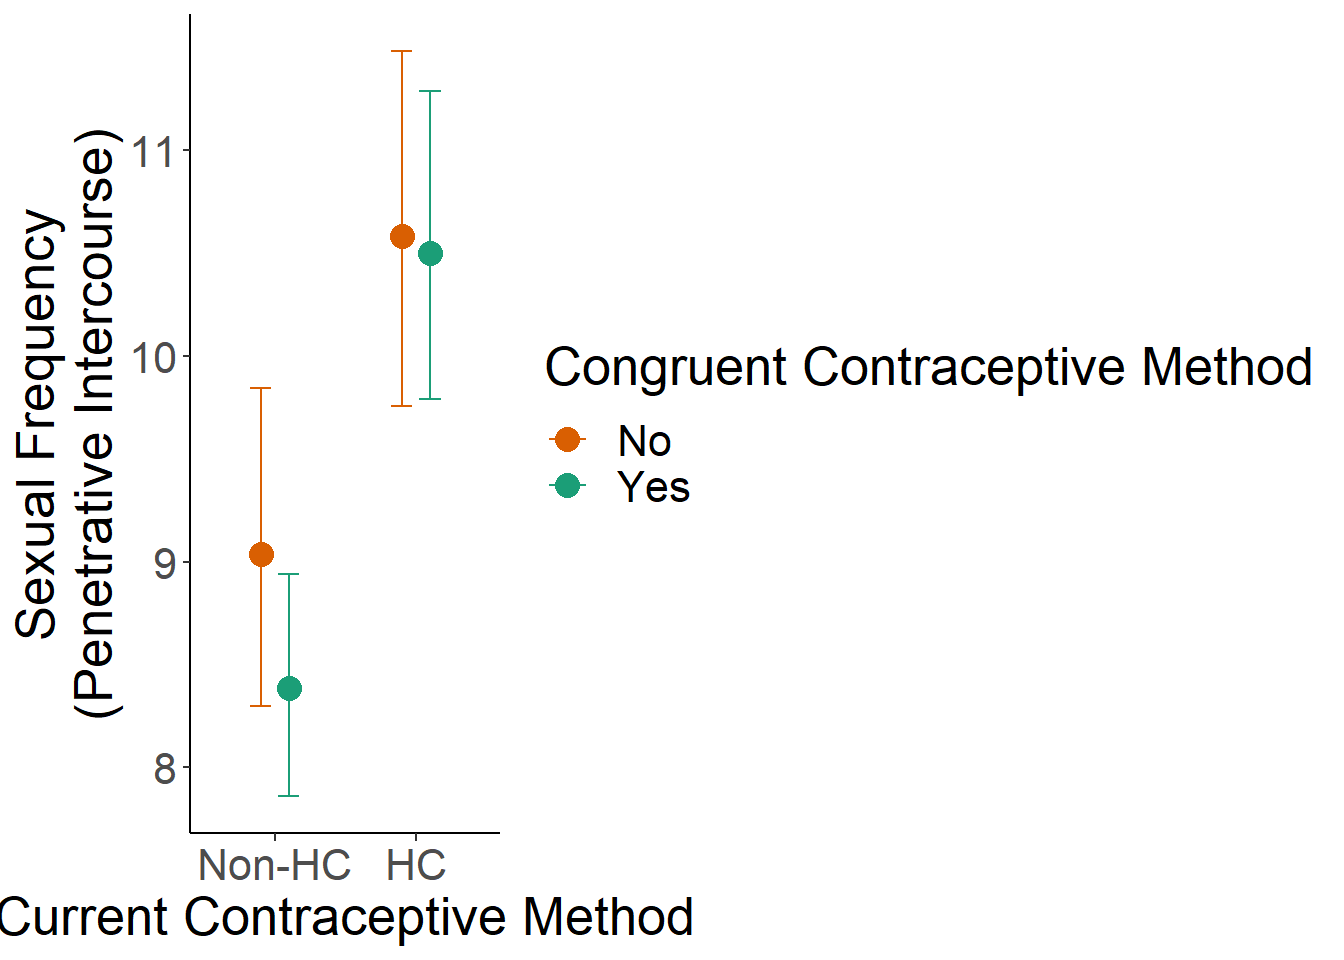 Sexual Frequency
(Penetrative Intercourse)
11
10
9
8
Non-HC HC
Current Contraceptive Method
Congruent Contraceptive Method
No
Yes